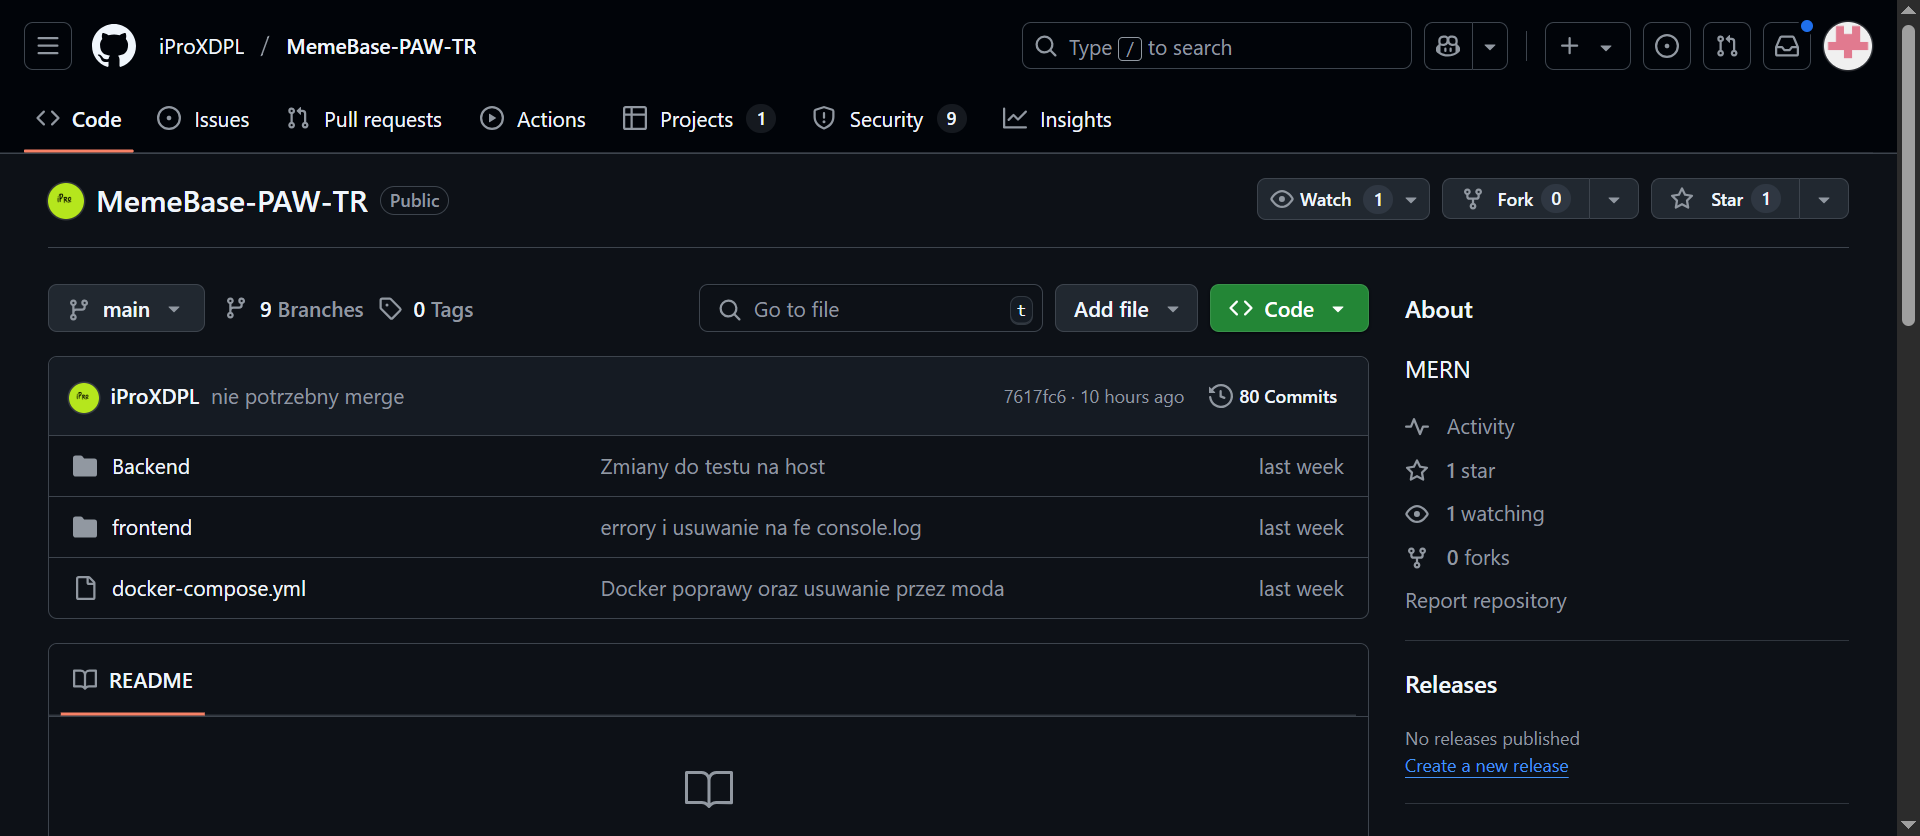 iProXDPL / MemeBase-PAW-TR
Type / to search
Code
Issues
Pull requests
Actions
Projects 1
Security 9
Insights
MemeBase-PAW-TR Public
Watch 1
Fork 0
Star 1
main
9 Branches
0 Tags
Go to file t
Add file
Code
iProXDPL nie potrzebny merge 7617fc6 · 10 hours ago 80 Commits
Backend Zmiany do testu na host last week
frontend errory i usuwanie na fe console.log last week
docker-compose.yml Docker poprawy oraz usuwanie przez moda last week
README
About
MERN
Activity
1 star
1 watching
0 forks
Report repository
Releases
No releases published
Create a new release